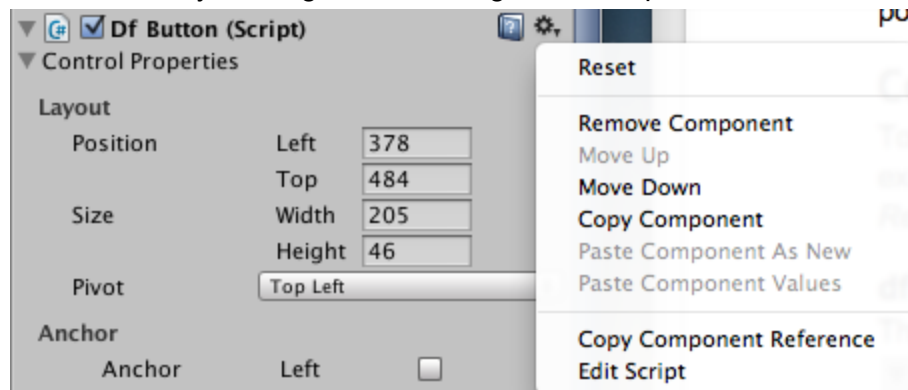 Df Button (Script)
Control Properties
Layout
Position Left 378
Top 484
Size Width 205
Height 46
Pivot Top Left
Anchor
Anchor Left
Reset
Remove Component
Move Up
Move Down
Copy Component
Paste Component As New
Paste Component Values
Copy Component Reference
Edit Script